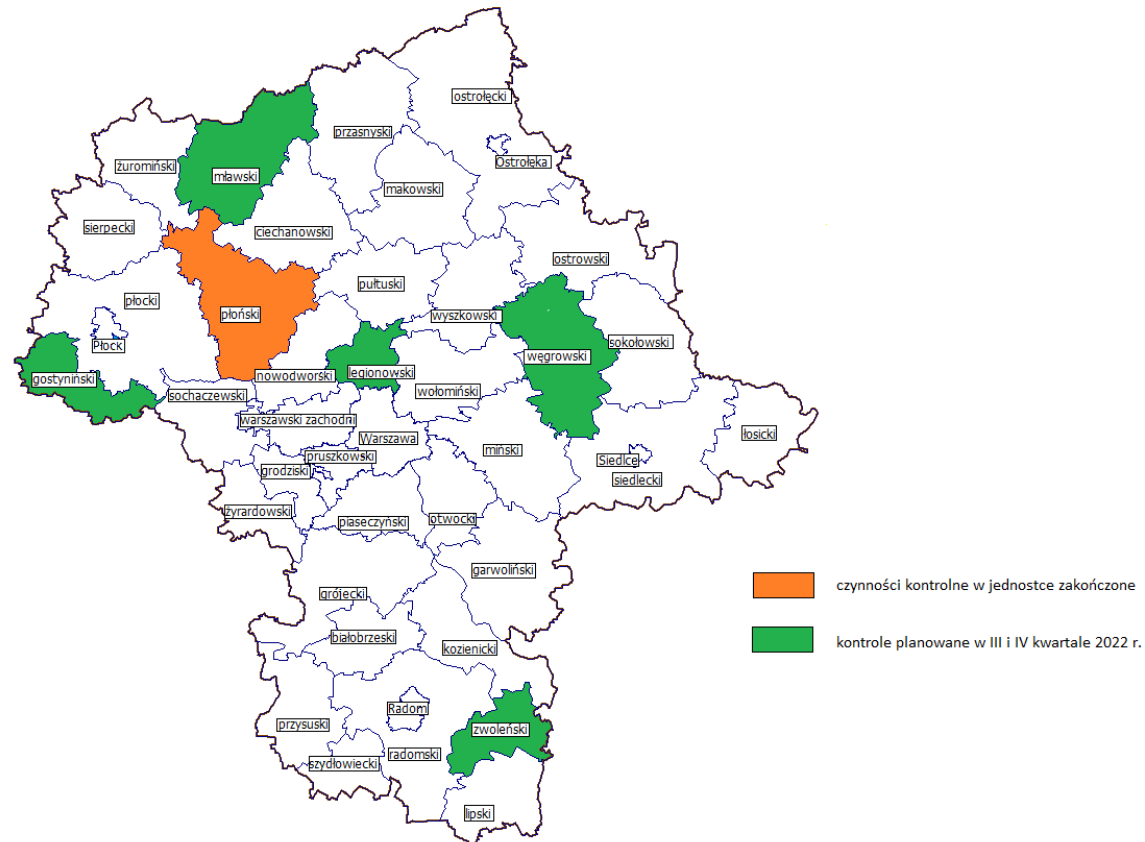 ostrołęcki
przasnyski
Ostrołęka
żuromiński
mławski
makowski
sierpecki
ciechanowski
ostrowski
pułtuski
płocki
płoński
wyszkowski
Płock
sokołowski
węgrowski
gostyniński
nowodworski
legionowski
sochaczewski
wołomiński
warszawski zachodni
Warszawa
łosicki
miński
pruszkowski
Siedlce
grodziski
siedlecki
żyrardowski
piaseczyński
otwocki
garwoliński
czynności kontrolne w jednostce zakończone
grójecki
białobrzeski
kontrole planowane w III i IV kwartale 2022 r.
kozienicki
Radom
przysuski
zwoleński
radomski
szydłowiecki
lipski